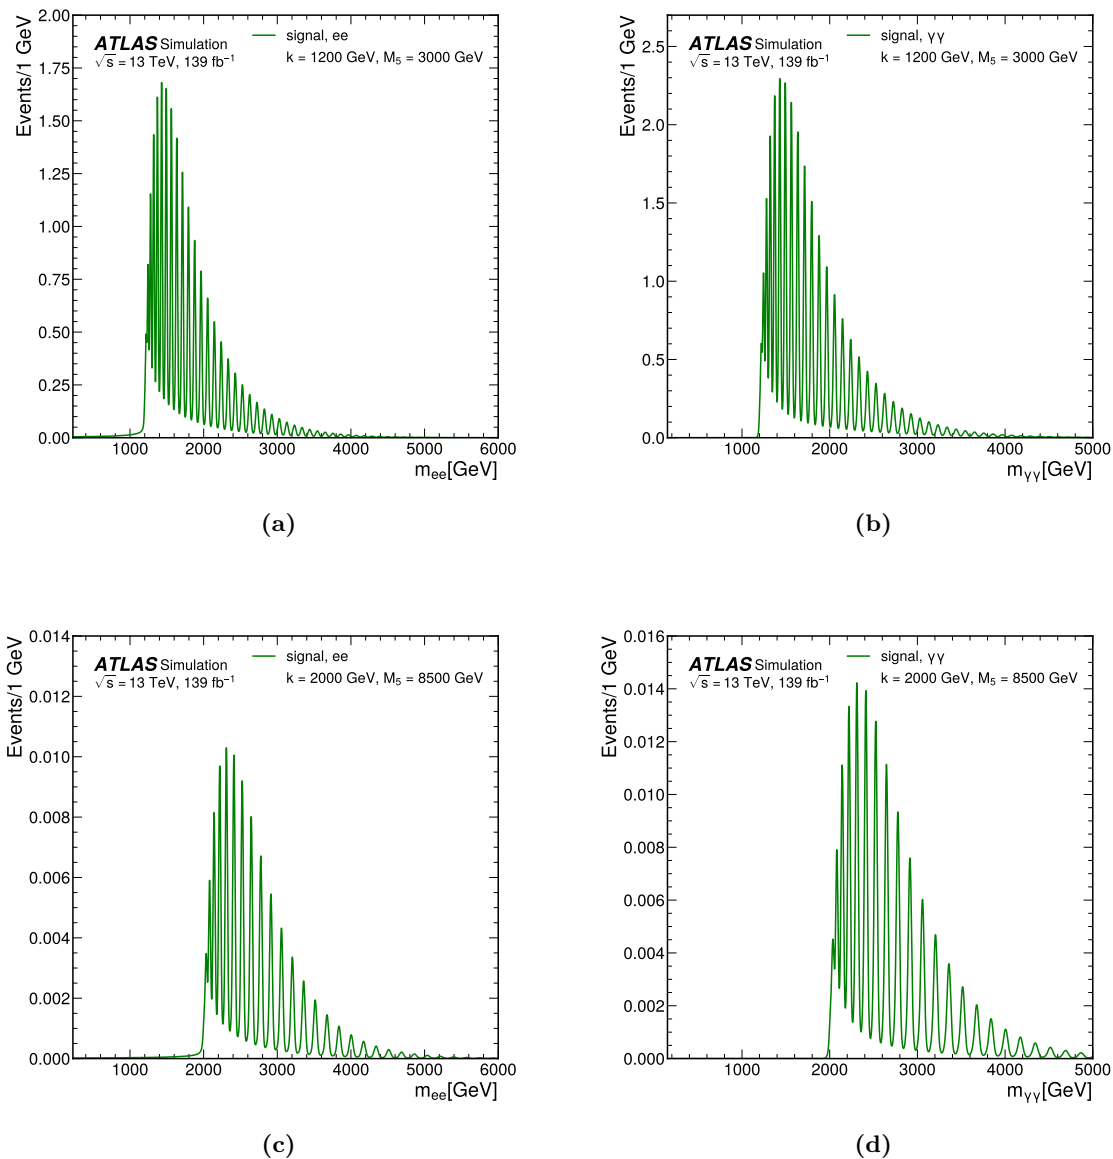 ATLAS Simulation
√s = 13 TeV, 139 fb⁻¹
signal, ee
k = 1200 GeV, M₅ = 3000 GeV
Events/1 GeV
2.00
1.75
1.50
1.25
1.00
0.75
0.50
0.25
0.00
1000 2000 3000 4000 5000 6000
m_ee[GeV]
(a)
ATLAS Simulation
√s = 13 TeV, 139 fb⁻¹
signal, γγ
k = 1200 GeV, M₅ = 3000 GeV
Events/1 GeV
2.5
2.0
1.5
1.0
0.5
0.0
1000 2000 3000 4000 5000
m_γγ[GeV]
(b)
ATLAS Simulation
√s = 13 TeV, 139 fb⁻¹
signal, ee
k = 2000 GeV, M₅ = 8500 GeV
Events/1 GeV
0.014
0.012
0.010
0.008
0.006
0.004
0.002
0.000
1000 2000 3000 4000 5000 6000
m_ee[GeV]
(c)
ATLAS Simulation
√s = 13 TeV, 139 fb⁻¹
signal, γγ
k = 2000 GeV, M₅ = 8500 GeV
Events/1 GeV
0.016
0.014
0.012
0.010
0.008
0.006
0.004
0.002
0.000
1000 2000 3000 4000 5000
m_γγ[GeV]
(d)